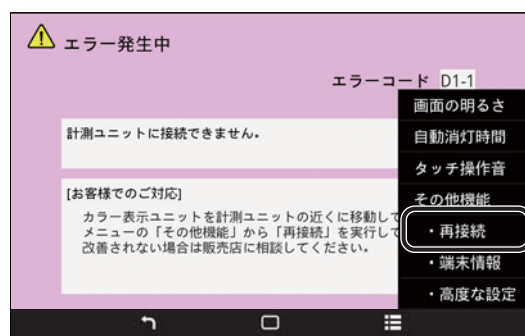 エラー発生中
エラーコード D1-1
計測ユニットに接続できません。
[お客様でのご対応]
カラー表示ユニットを計測ユニットの近くに移動して
メニューの「その他機能」から「再接続」を実行して
改善されない場合は販売店に相談してください。
画面の明るさ
自動消灯時間
タッチ操作音
その他機能
・再接続
・端末情報
・高度な設定